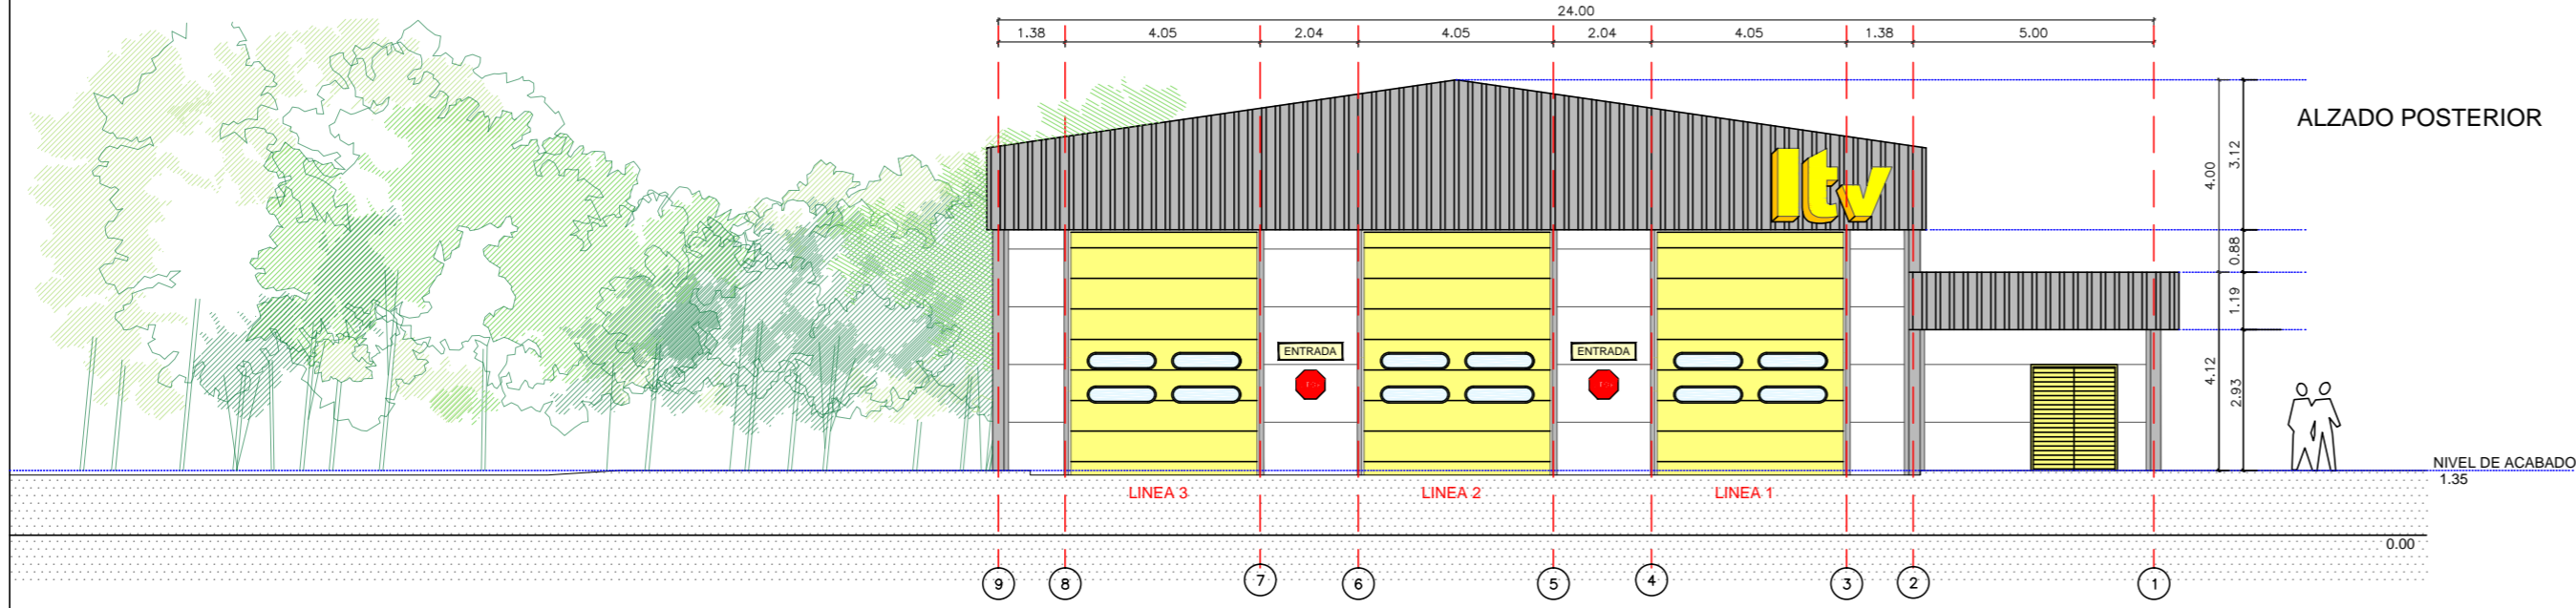 24.00
1.38 4.05 2.04 4.05 2.04 4.05 1.38 5.00
ALZADO POSTERIOR
4.00
3.12
0.88
1.19
4.12
2.93
Itv
ENTRADA
ENTRADA
NIVEL DE ACABADO
1.35
LINEA 3
LINEA 2
LINEA 1
0.00
9 8 7 6 5 4 3 2 1